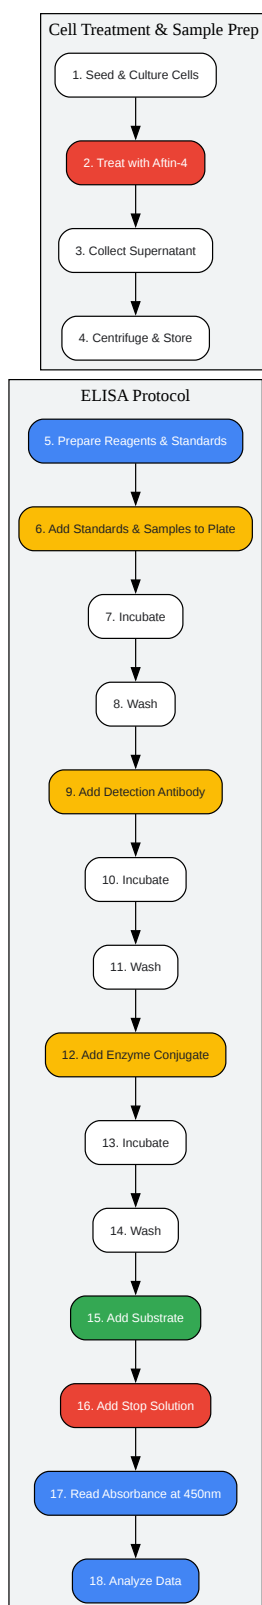 Cell Treatment & Sample Prep
1. Seed & Culture Cells
2. Treat with Aftin-4
3. Collect Supernatant
4. Centrifuge & Store
ELISA Protocol
5. Prepare Reagents & Standards
6. Add Standards & Samples to Plate
7. Incubate
8. Wash
9. Add Detection Antibody
10. Incubate
11. Wash
12. Add Enzyme Conjugate
13. Incubate
14. Wash
15. Add Substrate
16. Add Stop Solution
17. Read Absorbance at 450nm
18. Analyze Data